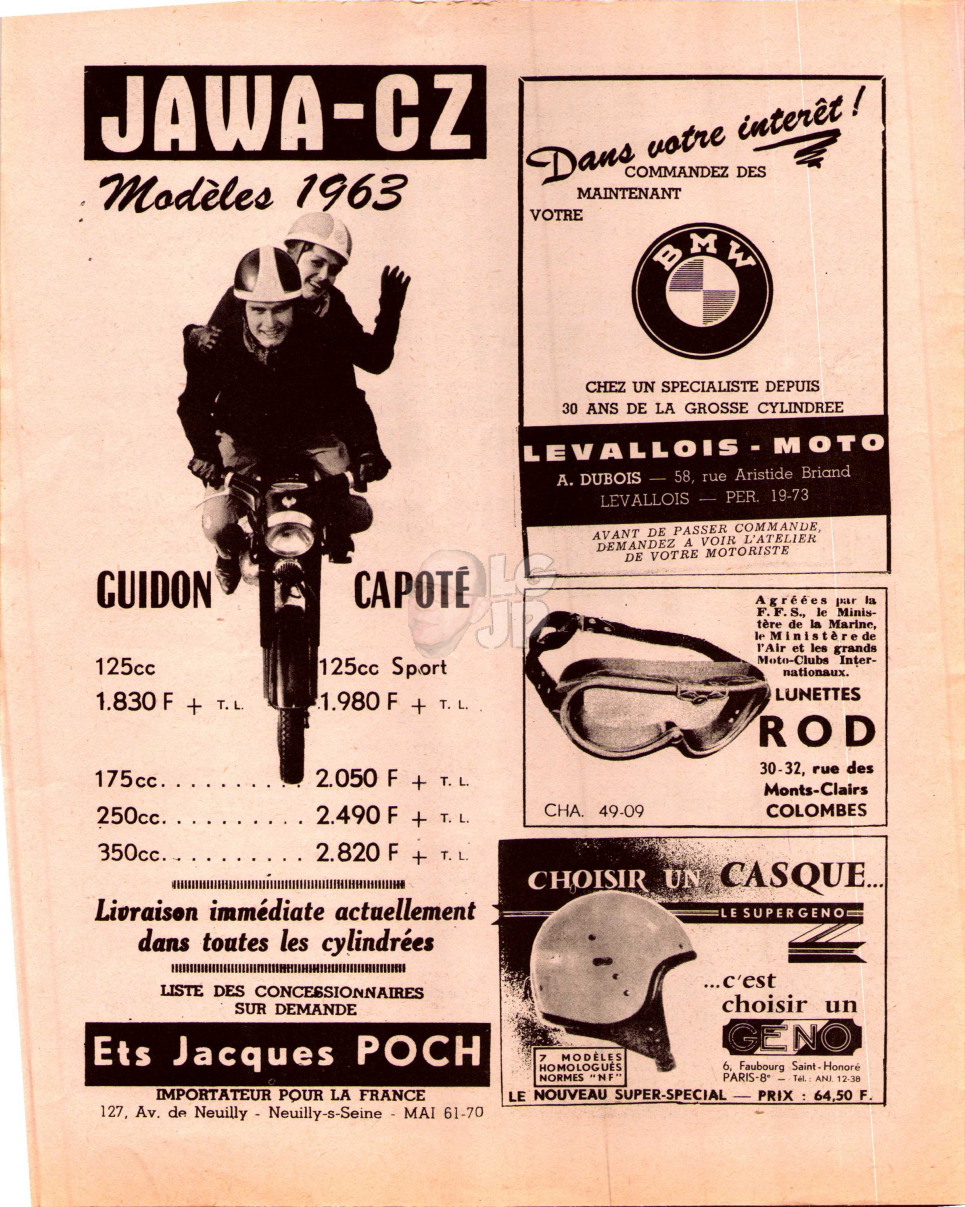 JAWA-CZ
Modèles 1963
GUIDON CAPOTÉ
125cc 125cc Sport
1.830 F + T. L. 1.980 F + T. L.
175cc.......... 2.050 F + T. L.
250cc.......... 2.490 F + T. L.
350cc.......... 2.820 F + T. L.
Livraison immédiate actuellement
dans toutes les cylindrées
LISTE DES CONCESSIONNAIRES
SUR DEMANDE
Ets Jacques POCH
IMPORTATEUR POUR LA FRANCE
127, Av. de Neuilly - Neuilly-s-Seine - MAI 61-70
Dans votre interêt !
COMMANDEZ DES
MAINTENANT
VOTRE
BMW
CHEZ UN SPECIALISTE DEPUIS
30 ANS DE LA GROSSE CYLINDREE
LEVALLOIS - MOTO
A. DUBOIS — 58, rue Aristide Briand
LEVALLOIS — PER. 19-73
AVANT DE PASSER COMMANDE,
DEMANDEZ A VOIR L'ATELIER
DE VOTRE MOTORISTE
LC
JP
Agréées par la
F. F. S., le Minis-
tère de la Marine,
le Ministère de
l'Air et les grands
Moto-Clubs Inter-
nationaux.
LUNETTES
ROD
30-32, rue des
Monts-Clairs
COLOMBES
CHA. 49-09
CHOISIR UN CASQUE...
LE SUPERGENO
...c'est
choisir un
GENO
6, Faubourg Saint-Honoré
PARIS-8e — Tél. : ANJ. 12-38
7 MODÈLES
HOMOLOGUÉS
NORMES "NF"
LE NOUVEAU SUPER-SPECIAL — PRIX : 64,50 F.